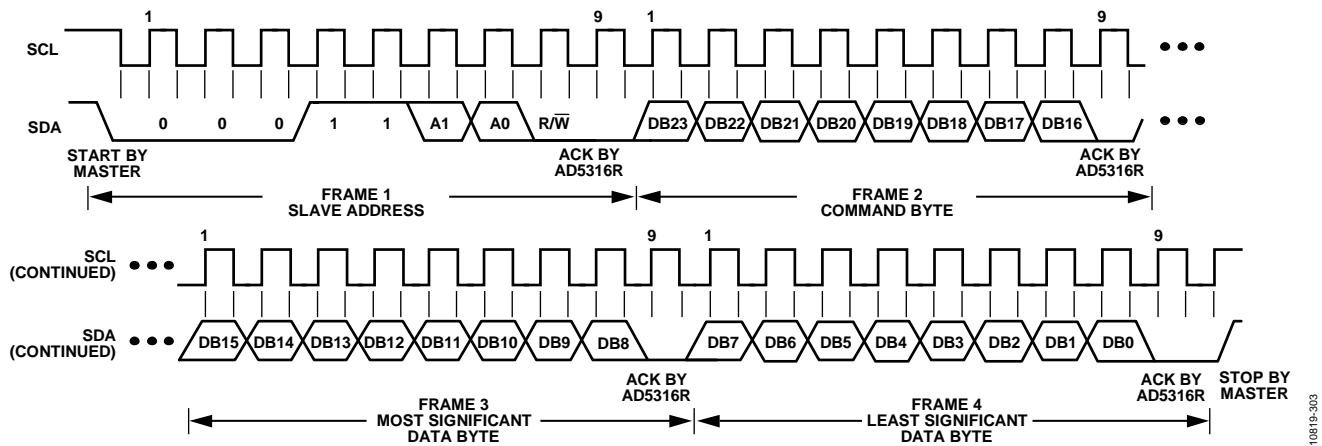 1 9 1 9
SCL
SDA 0 0 0 1 1 A1 A0 R/W̅ DB23 DB22 DB21 DB20 DB19 DB18 DB17 DB16
START BY MASTER
ACK BY AD5316R
ACK BY AD5316R
FRAME 1
SLAVE ADDRESS
FRAME 2
COMMAND BYTE
1 9 1 9
SCL
(CONTINUED)
SDA
(CONTINUED)
DB15 DB14 DB13 DB12 DB11 DB10 DB9 DB8 DB7 DB6 DB5 DB4 DB3 DB2 DB1 DB0
ACK BY
AD5316R
ACK BY
AD5316R
STOP BY
MASTER
FRAME 3
MOST SIGNIFICANT
DATA BYTE
FRAME 4
LEAST SIGNIFICANT
DATA BYTE
10819-303